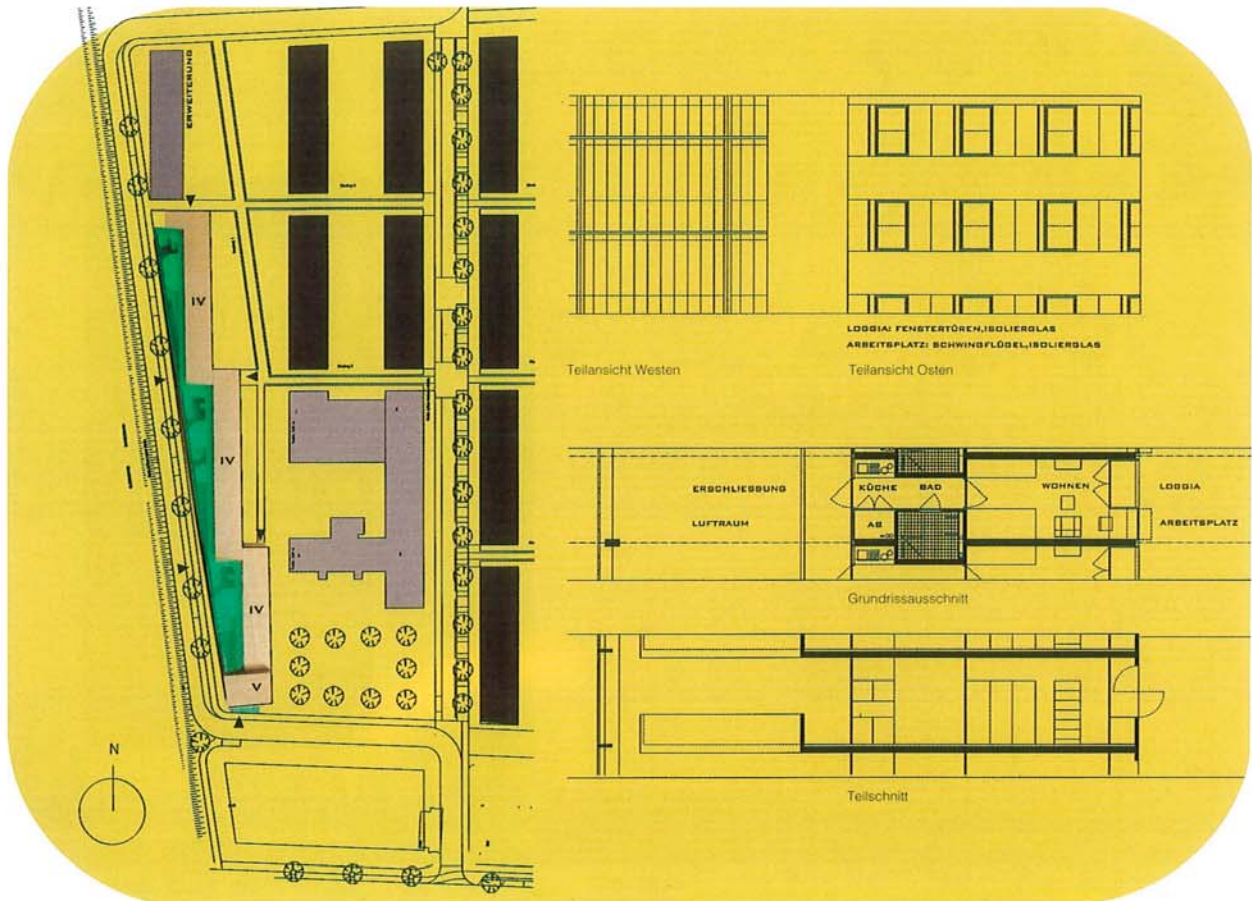 ERWEITERUNG
IV
IV
IV
V
N
Teilansicht Westen
LOGGIA: FENSTERTÜREN,ISOLIERGLAS
ARBEITSPLATZ: SCHWINGFLÜGEL,ISOLIERGLAS
Teilansicht Osten
ERSCHLIESSUNG
KÜCHE
BAD
WOHNEN
LOGGIA
LUFTRAUM
AB
ARBEITSPLATZ
Grundrissausschnitt
Teilschnitt